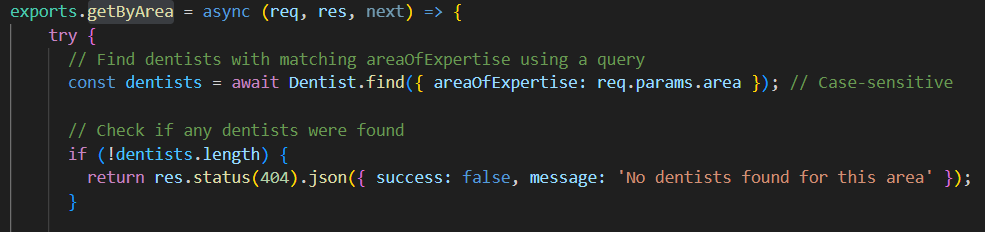 exports.getByArea = async (req, res, next) => {
try {
// Find dentists with matching areaOfExpertise using a query
const dentists = await Dentist.find({ areaOfExpertise: req.params.area }); // Case-sensitive
// Check if any dentists were found
if (!dentists.length) {
return res.status(404).json({ success: false, message: 'No dentists found for this area' });
}